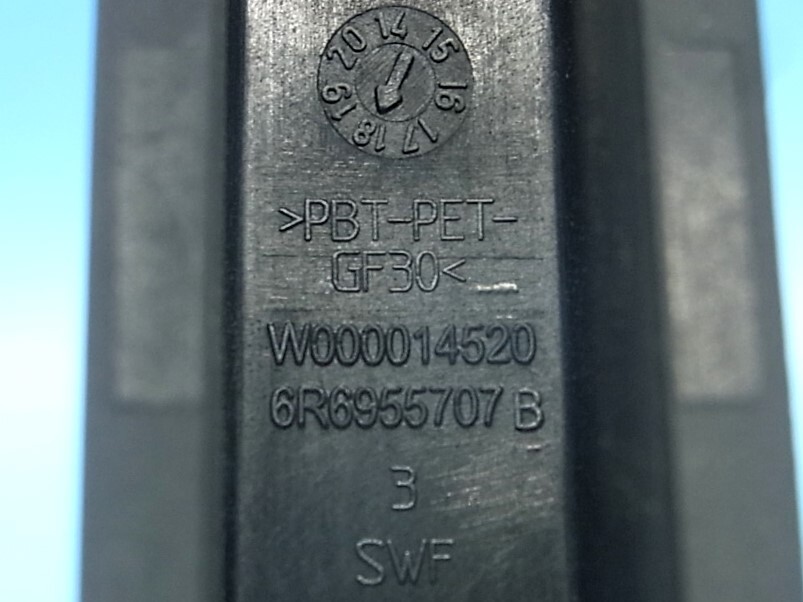 14 15 16 17 18 19 20
>PBT-PET-
GF30<
W000014520
6R6955707 B
3
SWF